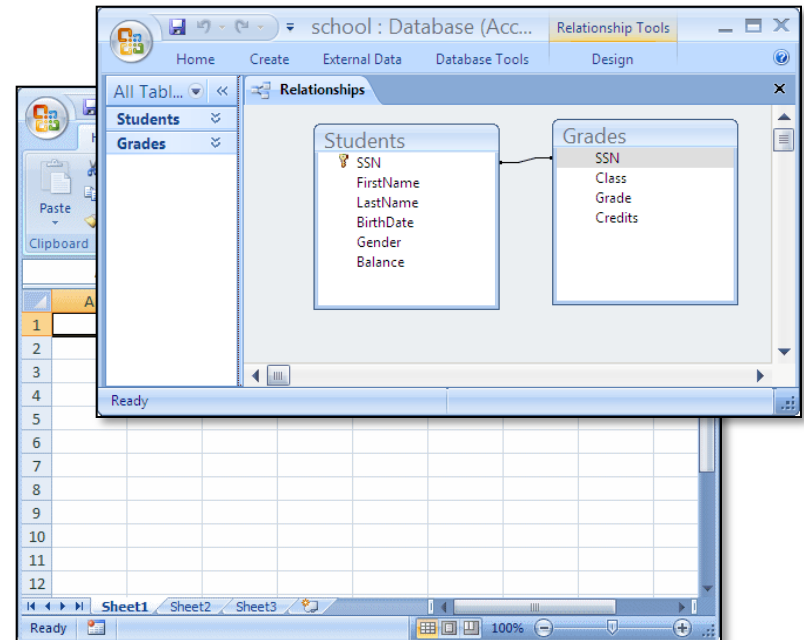 school : Database (Acc...
Relationship Tools
Home Create External Data Database Tools Design
All Tabl...
Relationships
Students
Grades
Students
SSN
FirstName
LastName
BirthDate
Gender
Balance
Grades
SSN
Class
Grade
Credits
Ready
Paste
Clipboard
A
1
2
3
4
5
6
7
8
9
10
11
12
Sheet1 Sheet2 Sheet3
Ready 100%